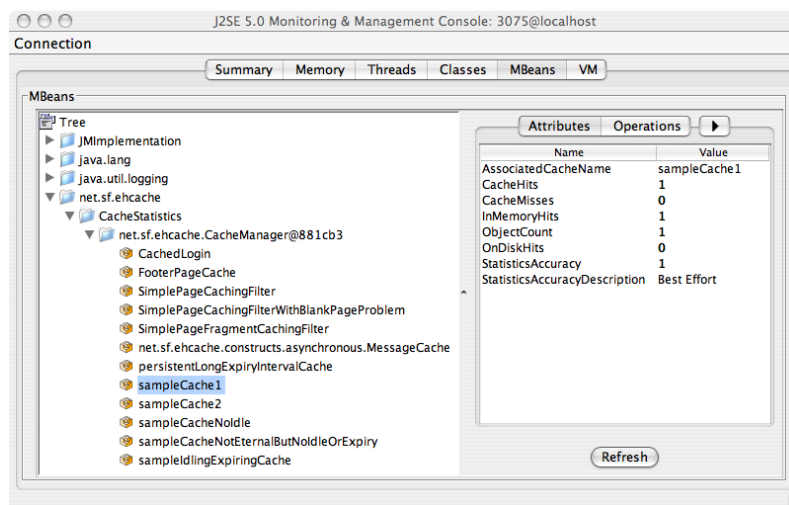 J2SE 5.0 Monitoring & Management Console: 3075@localhost
Connection
Summary Memory Threads Classes MBeans VM
MBeans
Tree
JMImplementation
java.lang
java.util.logging
net.sf.ehcache
CacheStatistics
net.sf.ehcache.CacheManager@881cb3
CachedLogin
FooterPageCache
SimplePageCachingFilter
SimplePageCachingFilterWithBlankPageProblem
SimplePageFragmentCachingFilter
net.sf.ehcache.constructs.asynchronous.MessageCache
persistentLongExpiryIntervalCache
sampleCache1
sampleCache2
sampleCacheNoIdle
sampleCacheNotEternalButNoIdleOrExpiry
sampleIdlingExpiringCache
Attributes Operations
Name Value
AssociatedCacheName sampleCache1
CacheHits 1
CacheMisses 0
InMemoryHits 1
ObjectCount 1
OnDiskHits 0
StatisticsAccuracy 1
StatisticsAccuracyDescription Best Effort
Refresh